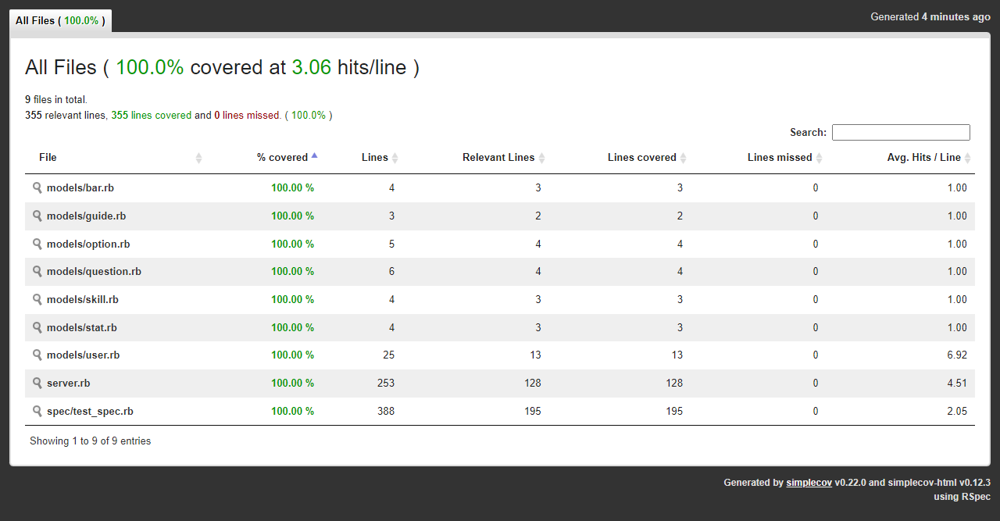 All Files ( 100.0% )
Generated 4 minutes ago
All Files ( 100.0% covered at 3.06 hits/line )
9 files in total.
355 relevant lines, 355 lines covered and 0 lines missed. ( 100.0% )
Search:
File % covered Lines Relevant Lines Lines covered Lines missed Avg. Hits / Line
models/bar.rb 100.00 % 4 3 3 0 1.00
models/guide.rb 100.00 % 3 2 2 0 1.00
models/option.rb 100.00 % 5 4 4 0 1.00
models/question.rb 100.00 % 6 4 4 0 1.00
models/skill.rb 100.00 % 4 3 3 0 1.00
models/stat.rb 100.00 % 4 3 3 0 1.00
models/user.rb 100.00 % 25 13 13 0 6.92
server.rb 100.00 % 253 128 128 0 4.51
spec/test_spec.rb 100.00 % 388 195 195 0 2.05
Showing 1 to 9 of 9 entries
Generated by simplecov v0.22.0 and simplecov-html v0.12.3
using RSpec